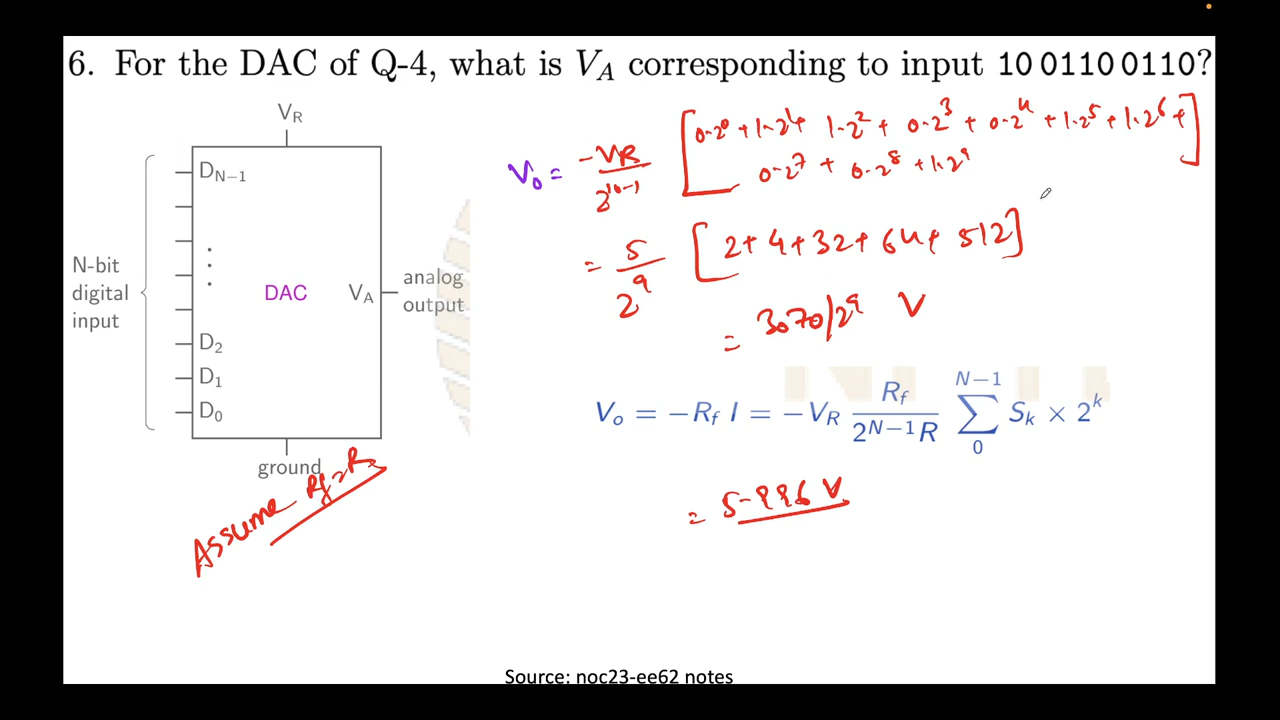 6. For the DAC of Q-4, what is V_A corresponding to input 10 0110 0110?
V_R
D_{N−1}
D_2
D_1
D_0
N-bit
digital
input
DAC
V_A
analog
output
ground
Assume Rf=R
V_o = -VR/2^{10-1} [0·2^0 + 1·2^1 + 1·2^2 + 0·2^3 + 0·2^4 + 1·2^5 + 1·2^6 +
0·2^7 + 0·2^8 + 1·2^9]
= 5/2^9 [2+4+32+64+512]
= 3070/2^9 V
V_o = −R_f I = −V_R R_f/2^{N−1}R ∑_0^{N−1} S_k × 2^k
= 5.996 V
Source: noc23-ee62 notes